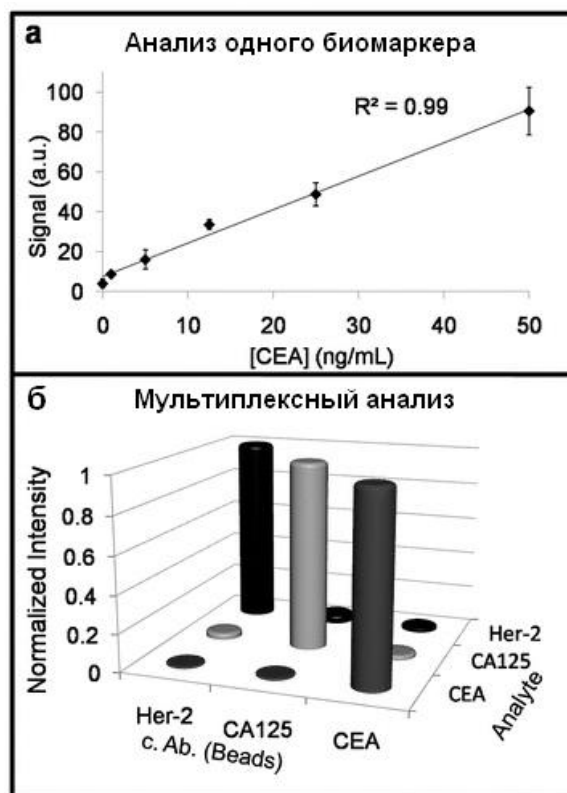 а
Анализ одного биомаркера
R² = 0.99
Signal (a.u.)
100
80
60
40
20
0
0 10 20 30 40 50
[CEA] (ng/mL)
б
Мультиплексный анализ
Normalized Intensity
1
0.8
0.6
0.4
0.2
0
Her-2
CA125
CEA
Analyte
Her-2 CA125 CEA
c. Ab. (Beads)